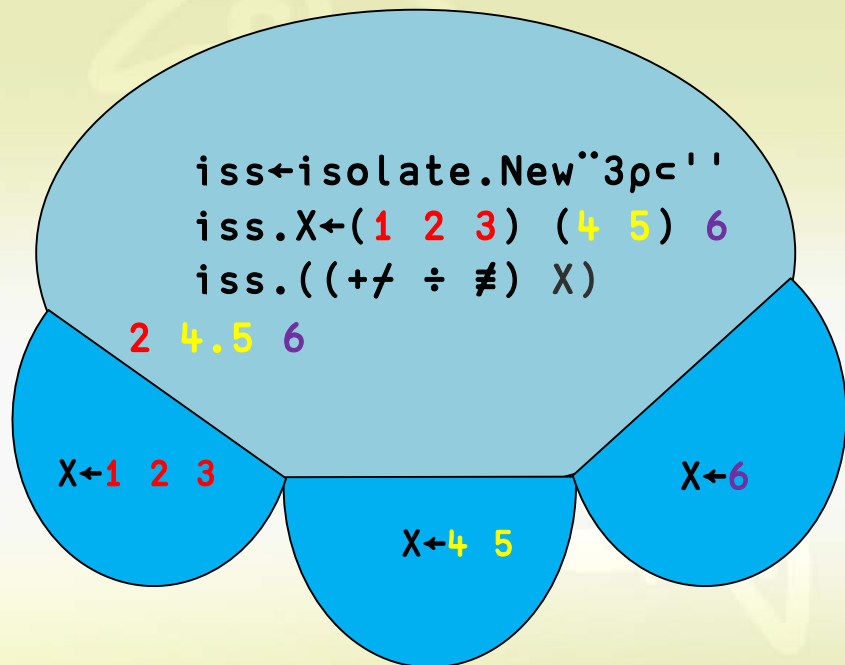 iss←isolate.New¨3⍴⊂''
iss.X←(1 2 3) (4 5) 6
iss.((+⌿ ÷ ≢) X)
2 4.5 6
X←1 2 3
X←4 5
X←6